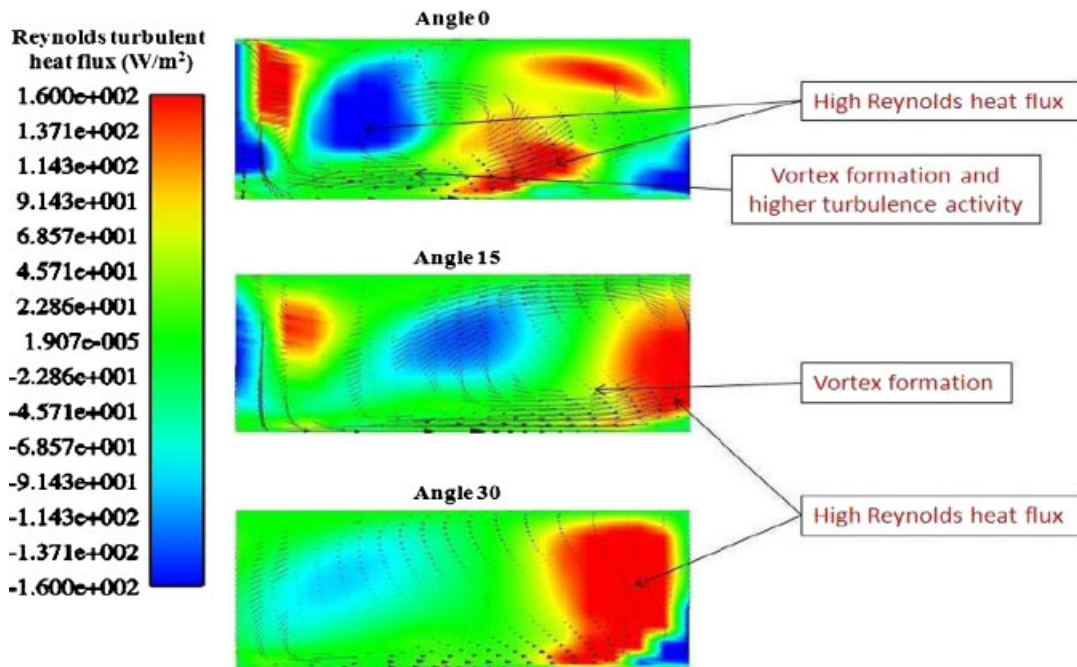 Angle 0
Reynolds turbulent
heat flux (W/m²)
1.600e+002
1.371e+002
1.143e+002
9.143e+001
6.857e+001
4.571e+001
2.286e+001
1.907e-005
-2.286e+001
-4.571e+001
-6.857e+001
-9.143e+001
-1.143e+002
-1.371e+002
-1.600e+002
High Reynolds heat flux
Vortex formation and
higher turbulence activity
Angle 15
Vortex formation
Angle 30
High Reynolds heat flux